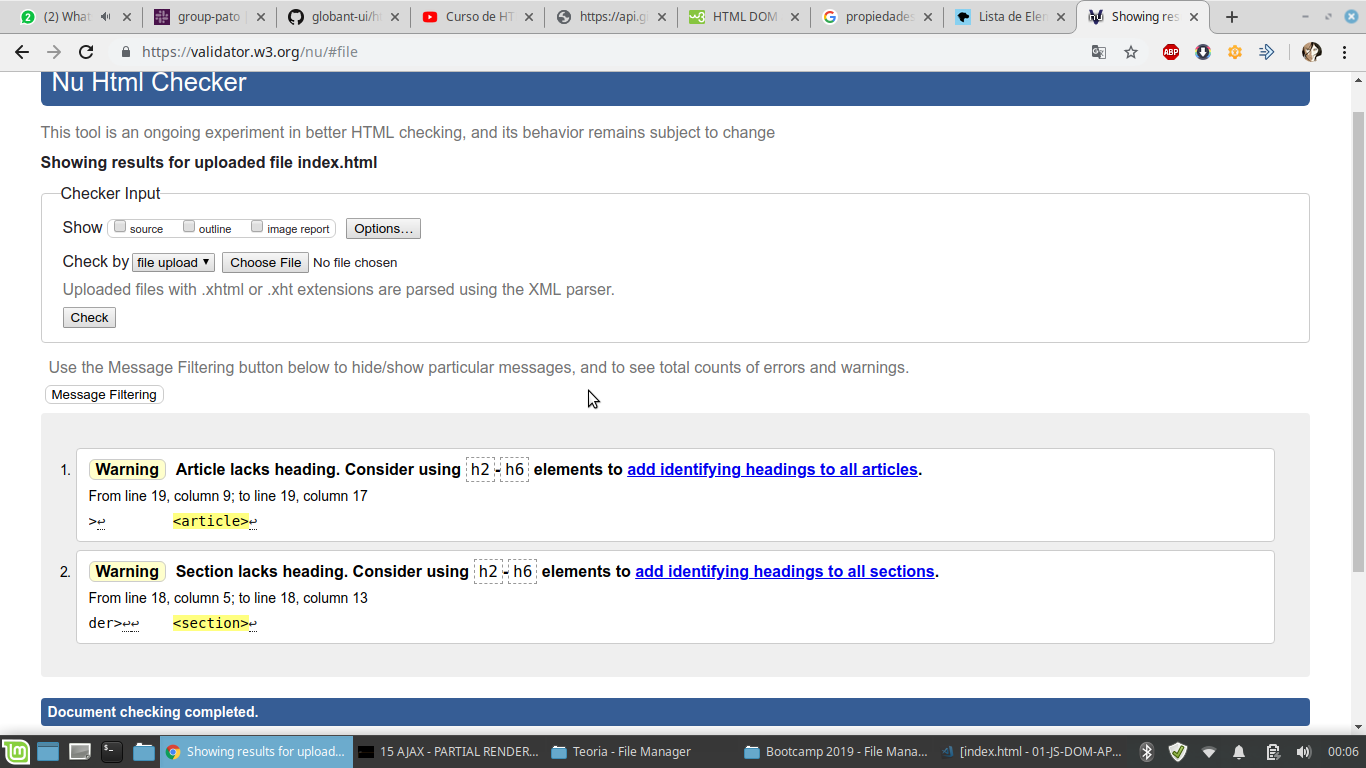 (2) What
group-pato
globant-ui/h
Curso de HT
https://api.g
HTML DOM
propiedades
Lista de Eler
Showing res
https://validator.w3.org/nu/#file
ABP
Nu Html Checker
This tool is an ongoing experiment in better HTML checking, and its behavior remains subject to change
Showing results for uploaded file index.html
Checker Input
Show source outline image report Options...
Check by file upload Choose File No file chosen
Uploaded files with .xhtml or .xht extensions are parsed using the XML parser.
Check
Use the Message Filtering button below to hide/show particular messages, and to see total counts of errors and warnings.
Message Filtering
1. Warning Article lacks heading. Consider using h2-h6 elements to add identifying headings to all articles.
From line 19, column 9; to line 19, column 17
>↩ <article>↩
2. Warning Section lacks heading. Consider using h2-h6 elements to add identifying headings to all sections.
From line 18, column 5; to line 18, column 13
der>↩↩ <section>↩
Document checking completed.
Showing results for upload... 15 AJAX - PARTIAL RENDER... Teoria - File Manager Bootcamp 2019 - File Mana... [index.html - 01-JS-DOM-AP... 00:06